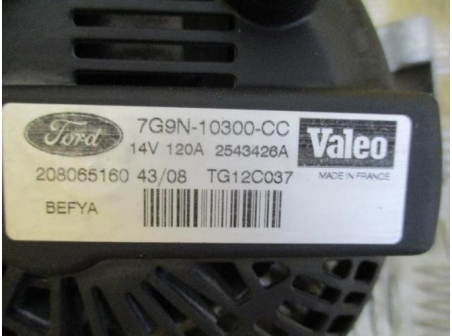 Ford 7G9N-10300-CC Valeo
14V 120A 2543426A
208065160 43/08 TG12C037 MADE IN FRANCE
BEFYA